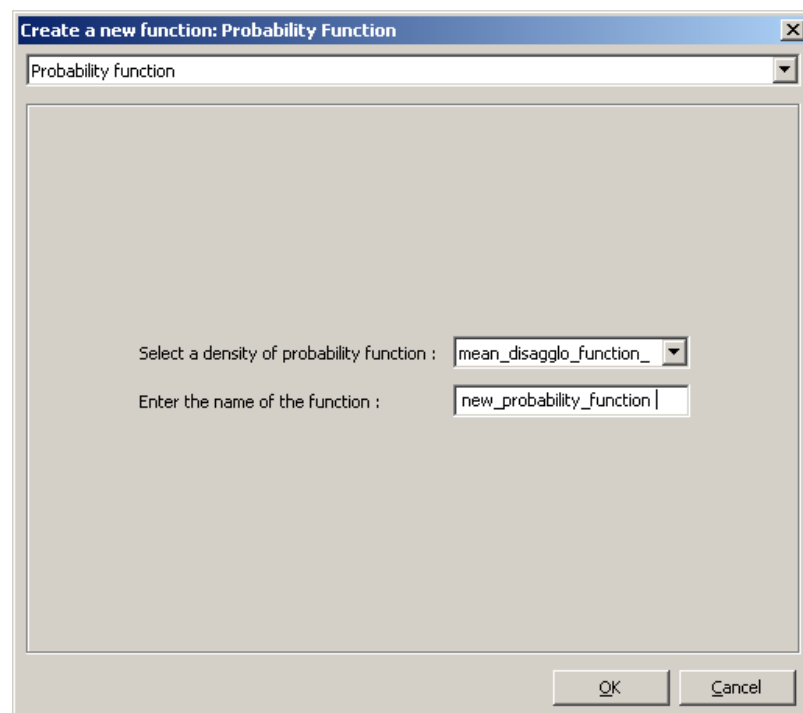 Create a new function: Probability Function
Probability function
Select a density of probability function : mean_disagglo_function_
Enter the name of the function : new_probability_function
OK Cancel